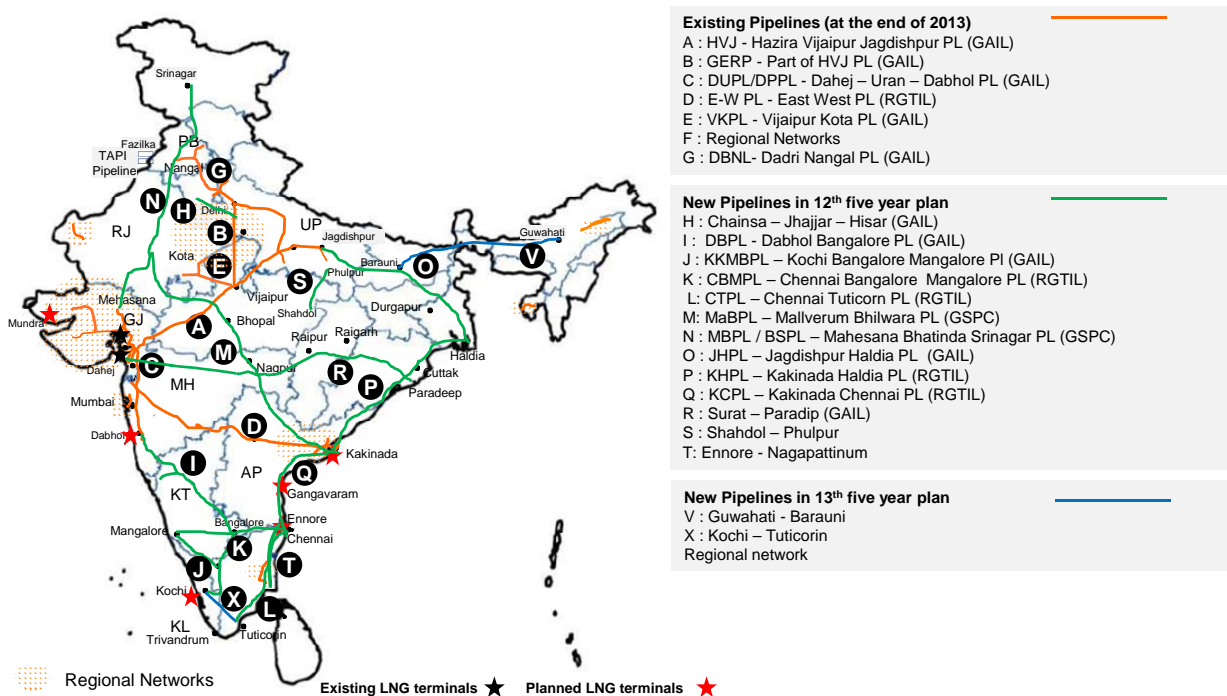 Srinagar
PB
Fazilka
TAPI
Pipeline
Nangal
G
N
H
Delhi
RJ
B
UP
Jagdishpur
Guwahati
Kota
E
Barauni
O
V
S
Phulpur
Mehasana
Vijaipur
Shahdol
Durgapur
Mundra
GJ
A
Bhopal
Raipur
Raigarh
M
Haldia
Dahej
C
Nagpur
R
P
Cuttak
MH
Paradeep
Mumbai
D
Dabhol
Kakinada
I
AP
Q
KT
Gangavaram
Mangalore
Bangalore
Ennore
Chennai
K
J
T
Kochi
X
L
KL
Trivandrum
Tuticorin
Regional Networks
Existing LNG terminals
Planned LNG terminals
Existing Pipelines (at the end of 2013)
A : HVJ - Hazira Vijaipur Jagdishpur PL (GAIL)
B : GERP - Part of HVJ PL (GAIL)
C : DUPL/DPPL - Dahej – Uran – Dabhol PL (GAIL)
D : E-W PL - East West PL (RGTIL)
E : VKPL - Vijaipur Kota PL (GAIL)
F : Regional Networks
G : DBNL- Dadri Nangal PL (GAIL)
New Pipelines in 12th five year plan
H : Chainsa – Jhajjar – Hisar (GAIL)
I : DBPL - Dabhol Bangalore PL (GAIL)
J : KKMBPL – Kochi Bangalore Mangalore Pl (GAIL)
K : CBMPL – Chennai Bangalore Mangalore PL (RGTIL)
L: CTPL – Chennai Tuticorn PL (RGTIL)
M: MaBPL – Mallverum Bhilwara PL (GSPC)
N : MBPL / BSPL – Mahesana Bhatinda Srinagar PL (GSPC)
O : JHPL – Jagdishpur Haldia PL (GAIL)
P : KHPL – Kakinada Haldia PL (RGTIL)
Q : KCPL – Kakinada Chennai PL (RGTIL)
R : Surat – Paradip (GAIL)
S : Shahdol – Phulpur
T: Ennore - Nagapattinum
New Pipelines in 13th five year plan
V : Guwahati - Barauni
X : Kochi – Tuticorin
Regional network